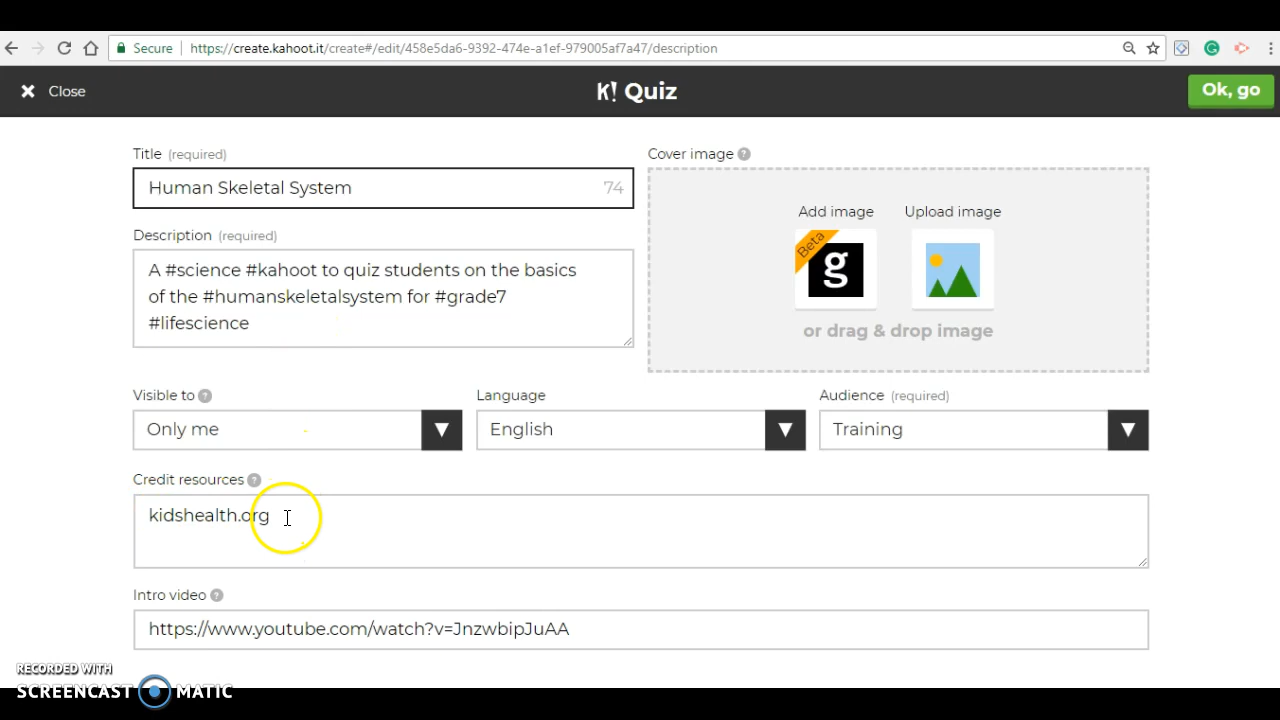 Secure https://create.kahoot.it/create#/edit/458e5da6-9392-474e-a1ef-979005af7a47/description
Close
K! Quiz
Ok, go
Title (required)
Human Skeletal System 74
Description (required)
A #science #kahoot to quiz students on the basics
of the #humanskeletalsystem for #grade7
#lifescience
Cover image ?
Add image Upload image
Beta
g
or drag & drop image
Visible to ?
Only me
Language
English
Audience (required)
Training
Credit resources ?
kidshealth.org
Intro video ?
https://www.youtube.com/watch?v=JnzwbipJuAA
RECORDED WITH
SCREENCAST MATIC